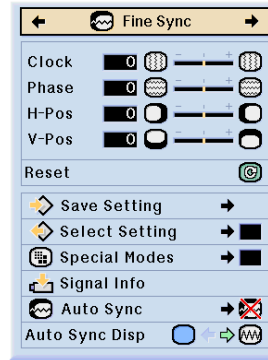 Fine Sync
Clock 0
Phase 0
H-Pos 0
V-Pos 0
Reset
Save Setting
Select Setting
Special Modes
Signal Info
Auto Sync
Auto Sync Disp